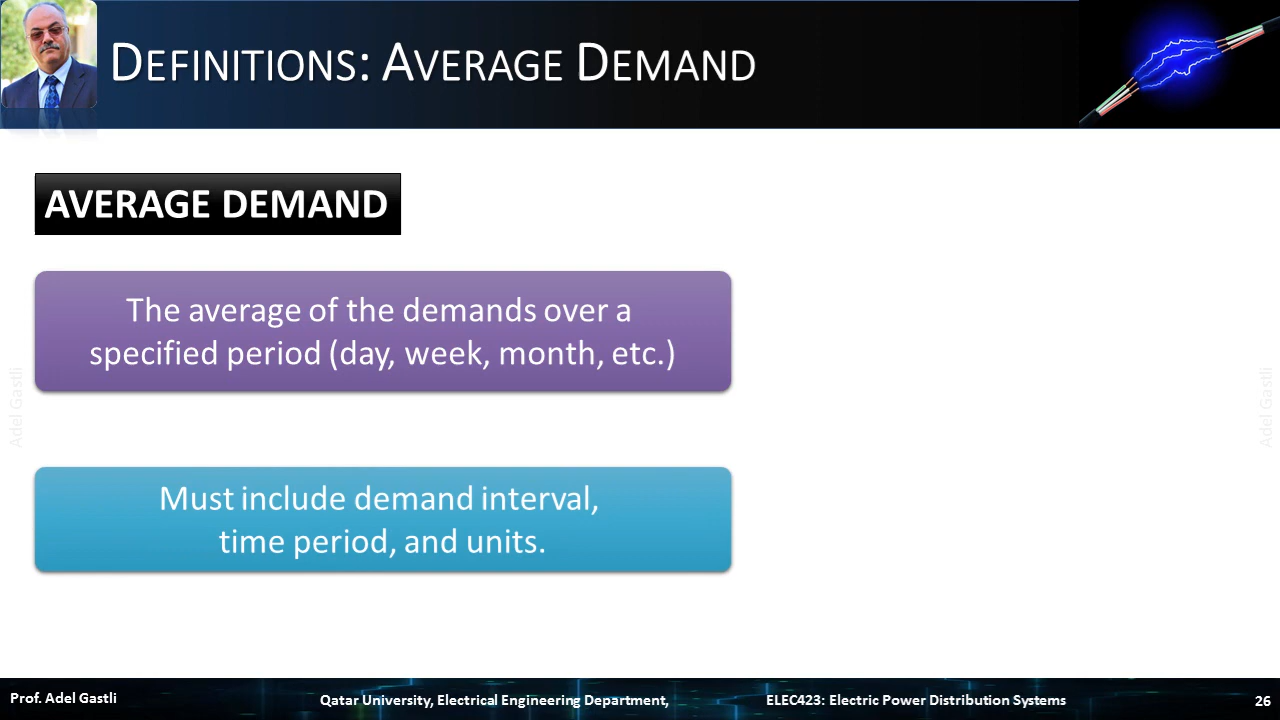 DEFINITIONS: AVERAGE DEMAND
AVERAGE DEMAND
The average of the demands over a
specified period (day, week, month, etc.)
Must include demand interval,
time period, and units.
Adel Gastli
Adel Gastli
Prof. Adel Gastli
Qatar University, Electrical Engineering Department,
ELEC423: Electric Power Distribution Systems
26